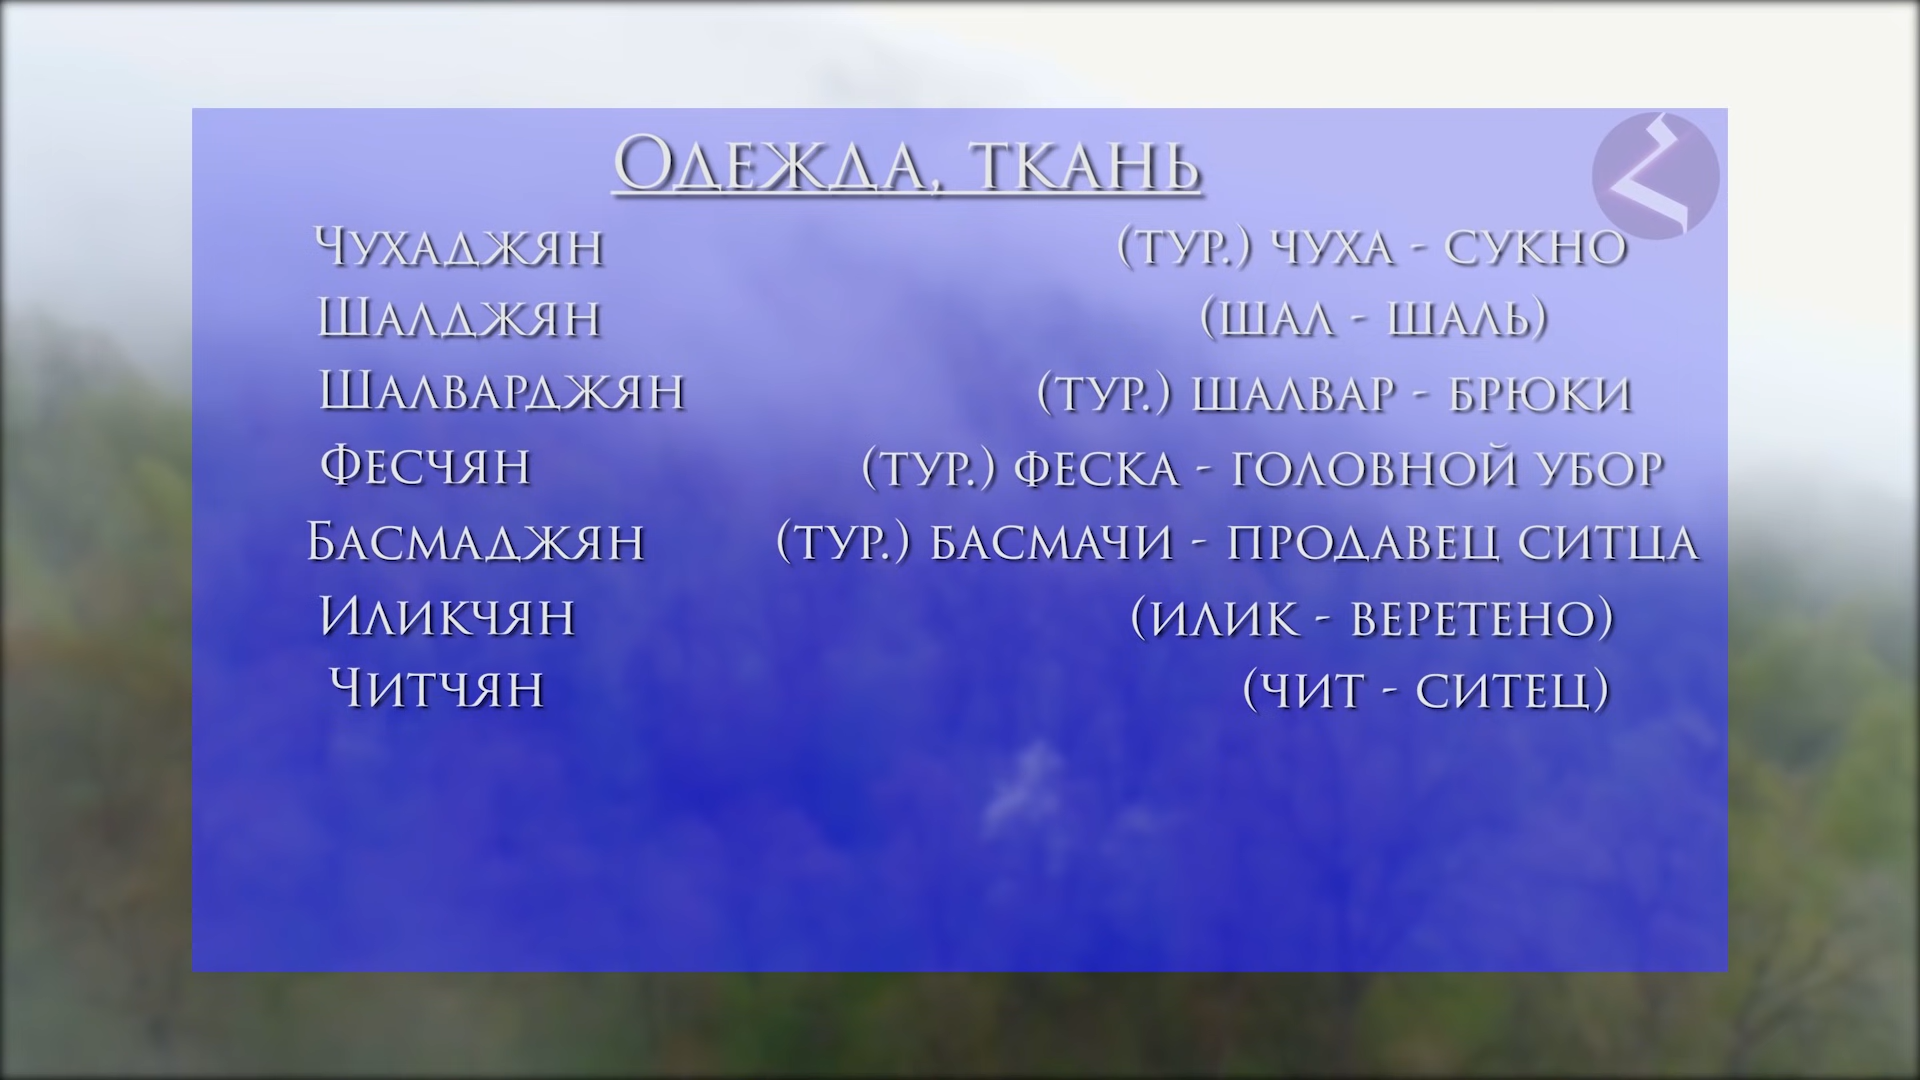 Одежда, ткань
Чухаджян (тур.) чуха - сукно
Шалджян (шал - шаль)
Шалварджян (тур.) шалвар - брюки
Фесчян (тур.) феска - головной убор
Басмаджян (тур.) басмачи - продавец ситца
Иликчян (илик - веретено)
Читчян (чит - ситец)